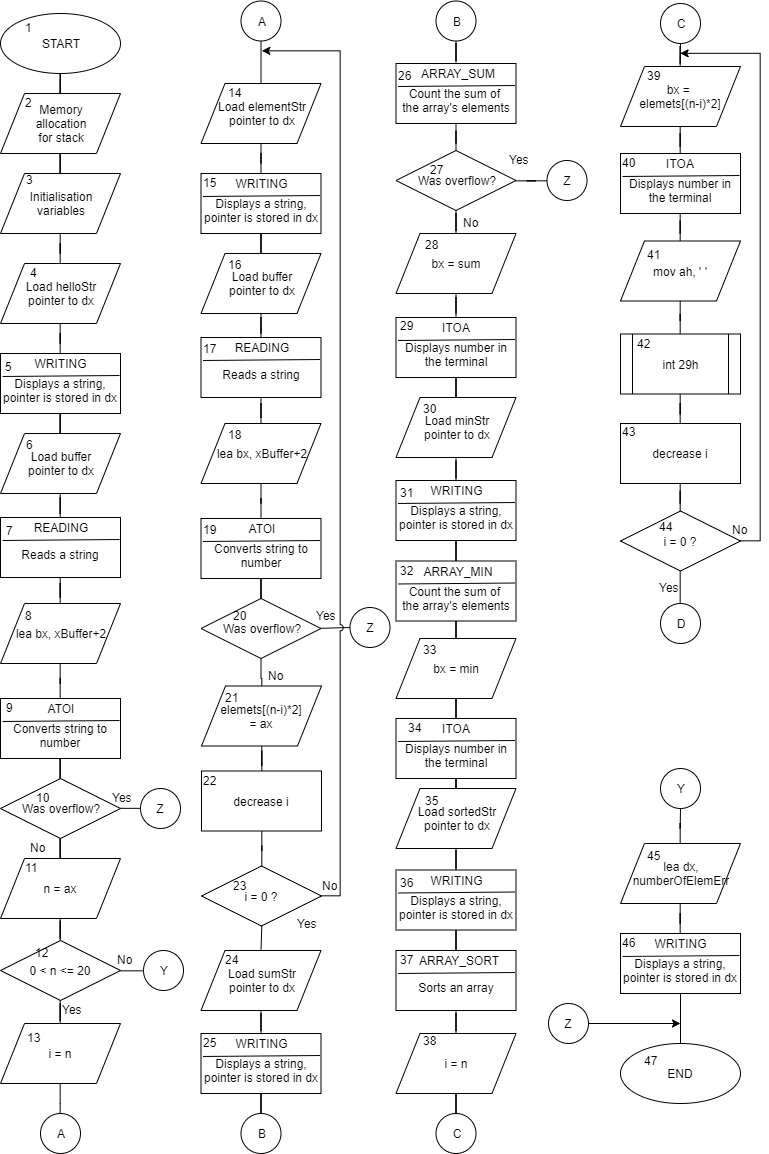 1
START
2
Memory
allocation
for stack
3
Initialisation
variables
4
Load helloStr
pointer to dx
5
WRITING
Displays a string,
pointer is stored in dx
6
Load buffer
pointer to dx
7
READING
Reads a string
8
lea bx, xBuffer+2
9
ATOI
Converts string to
number
10
Was overflow?
Yes
Z
No
11
n = ax
12
0 < n <= 20
No
Y
Yes
13
i = n
A
A
14
Load elementStr
pointer to dx
15
WRITING
Displays a string,
pointer is stored in dx
16
Load buffer
pointer to dx
17
READING
Reads a string
18
lea bx, xBuffer+2
19
ATOI
Converts string to
number
20
Was overflow?
Yes
Z
No
21
elemets[(n-i)*2]
= ax
22
decrease i
23
i = 0 ?
No
Yes
24
Load sumStr
pointer to dx
25
WRITING
Displays a string,
pointer is stored in dx
B
B
26
ARRAY_SUM
Count the sum of
the array's elements
27
Was overflow?
Yes
Z
No
28
bx = sum
29
ITOA
Displays number in
the terminal
30
Load minStr
pointer to dx
31
WRITING
Displays a string,
pointer is stored in dx
32
ARRAY_MIN
Count the sum of
the array's elements
33
bx = min
34
ITOA
Displays number in
the terminal
35
Load sortedStr
pointer to dx
36
WRITING
Displays a string,
pointer is stored in dx
37
ARRAY_SORT
Sorts an array
38
i = n
C
C
39
bx =
elemets[(n-i)*2]
40
ITOA
Displays number in
the terminal
41
mov ah, ' '
42
int 29h
43
decrease i
44
i = 0 ?
No
Yes
D
Y
45
lea dx,
numberOfElemErr
46
WRITING
Displays a string,
pointer is stored in dx
Z
47
END